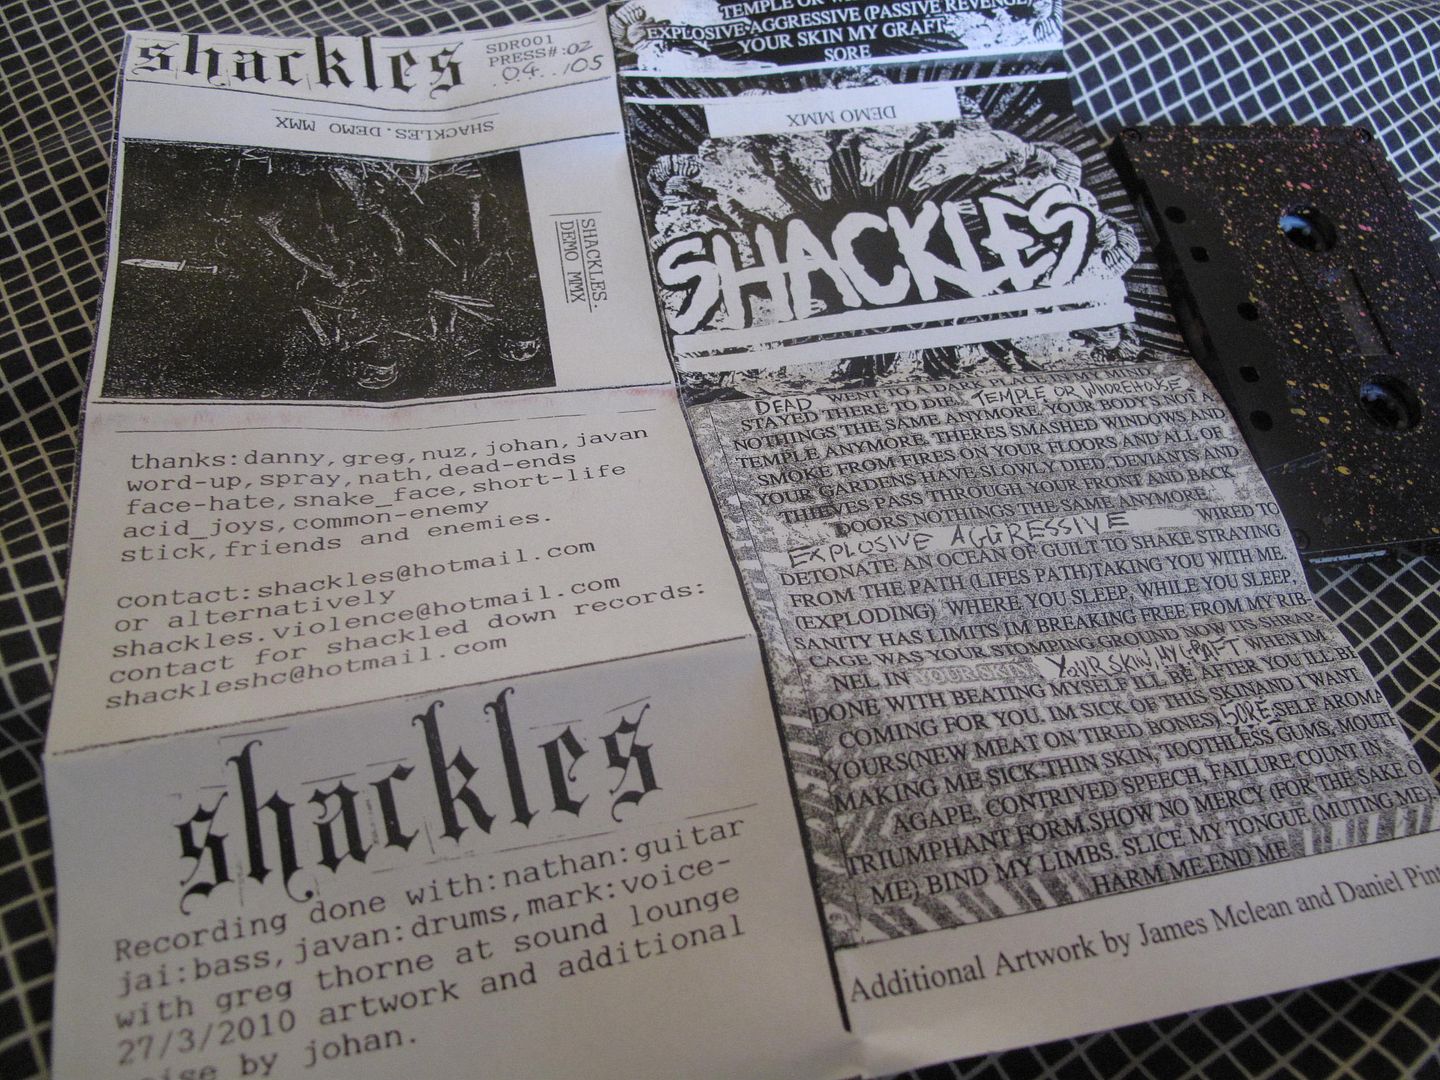 shackles
SDR001
PRESS#:02
04../05
SHACKLES. DEMO MMX
SHACKLES.
DEMO MMX
thanks:danny,greg,nuz,johan,javan
word-up,spray,nath,dead-ends
face-hate,snake_face,short-life
acid_joys,common-enemy
stick,friends and enemies.
contact:shackles@hotmail.com
or alternatively
shackles.violence@hotmail.com
contact for shackled down records:
shackleshc@hotmail.com
shackles
Recording done with:nathan:guitar
jai:bass,javan:drums,mark:voice-
with greg thorne at sound lounge
27/3/2010 artwork and additional
by johan.
TEMPLE OR
EXPLOSIVE-AGGRESSIVE (PASSIVE REVENGE)
YOUR SKIN MY GRAFT
SORE
DEMO MMX
SHACKLES
DEAD WENT TO A DARK PLACE IN MY MIND
STAYED THERE TO DIE. TEMPLE OR WHOREHOUSE
NOTHINGS THE SAME ANYMORE, YOUR BODY'S NOT A
TEMPLE ANYMORE. THERES SMASHED WINDOWS AND
SMOKE FROM FIRES ON YOUR FLOORS AND ALL OF
YOUR GARDENS HAVE SLOWLY DIED, DEVIANTS AND
THIEVES PASS THROUGH YOUR FRONT AND BACK
DOORS NOTHINGS THE SAME ANYMORE.
EXPLOSIVE AGGRESSIVE WIRED TO
DETONATE AN OCEAN OF GUILT TO SHAKE STRAYING
FROM THE PATH (LIFES PATH)TAKING YOU WITH ME.
(EXPLODING) WHERE YOU SLEEP, WHILE YOU SLEEP,
SANITY HAS LIMITS IM BREAKING FREE FROM MY RIB
CAGE WAS YOUR STOMPING GROUND NOW ITS SHRAP-
NEL IN YOUR SKIN YOUR SKIN, MY GRAFT WHEN IM
DONE WITH BEATING MYSELF ILL BE AFTER YOU ILL BE
COMING FOR YOU. IM SICK OF THIS SKINAND I WANT
YOURS(NEW MEAT ON TIRED BONES) SORE SELF AROMA
MAKING ME SICK.THIN SKIN, TOOTHLESS GUMS, MOUTH
AGAPE, CONTRIVED SPEECH, FAILURE COUNT IN
TRIUMPHANT FORM.SHOW NO MERCY (FOR THE SAKE O
ME) BIND MY LIMBS. SLICE MY TONGUE (MUTING ME)
HARM ME.END ME
Additional Artwork by James Mclean and Daniel Pint